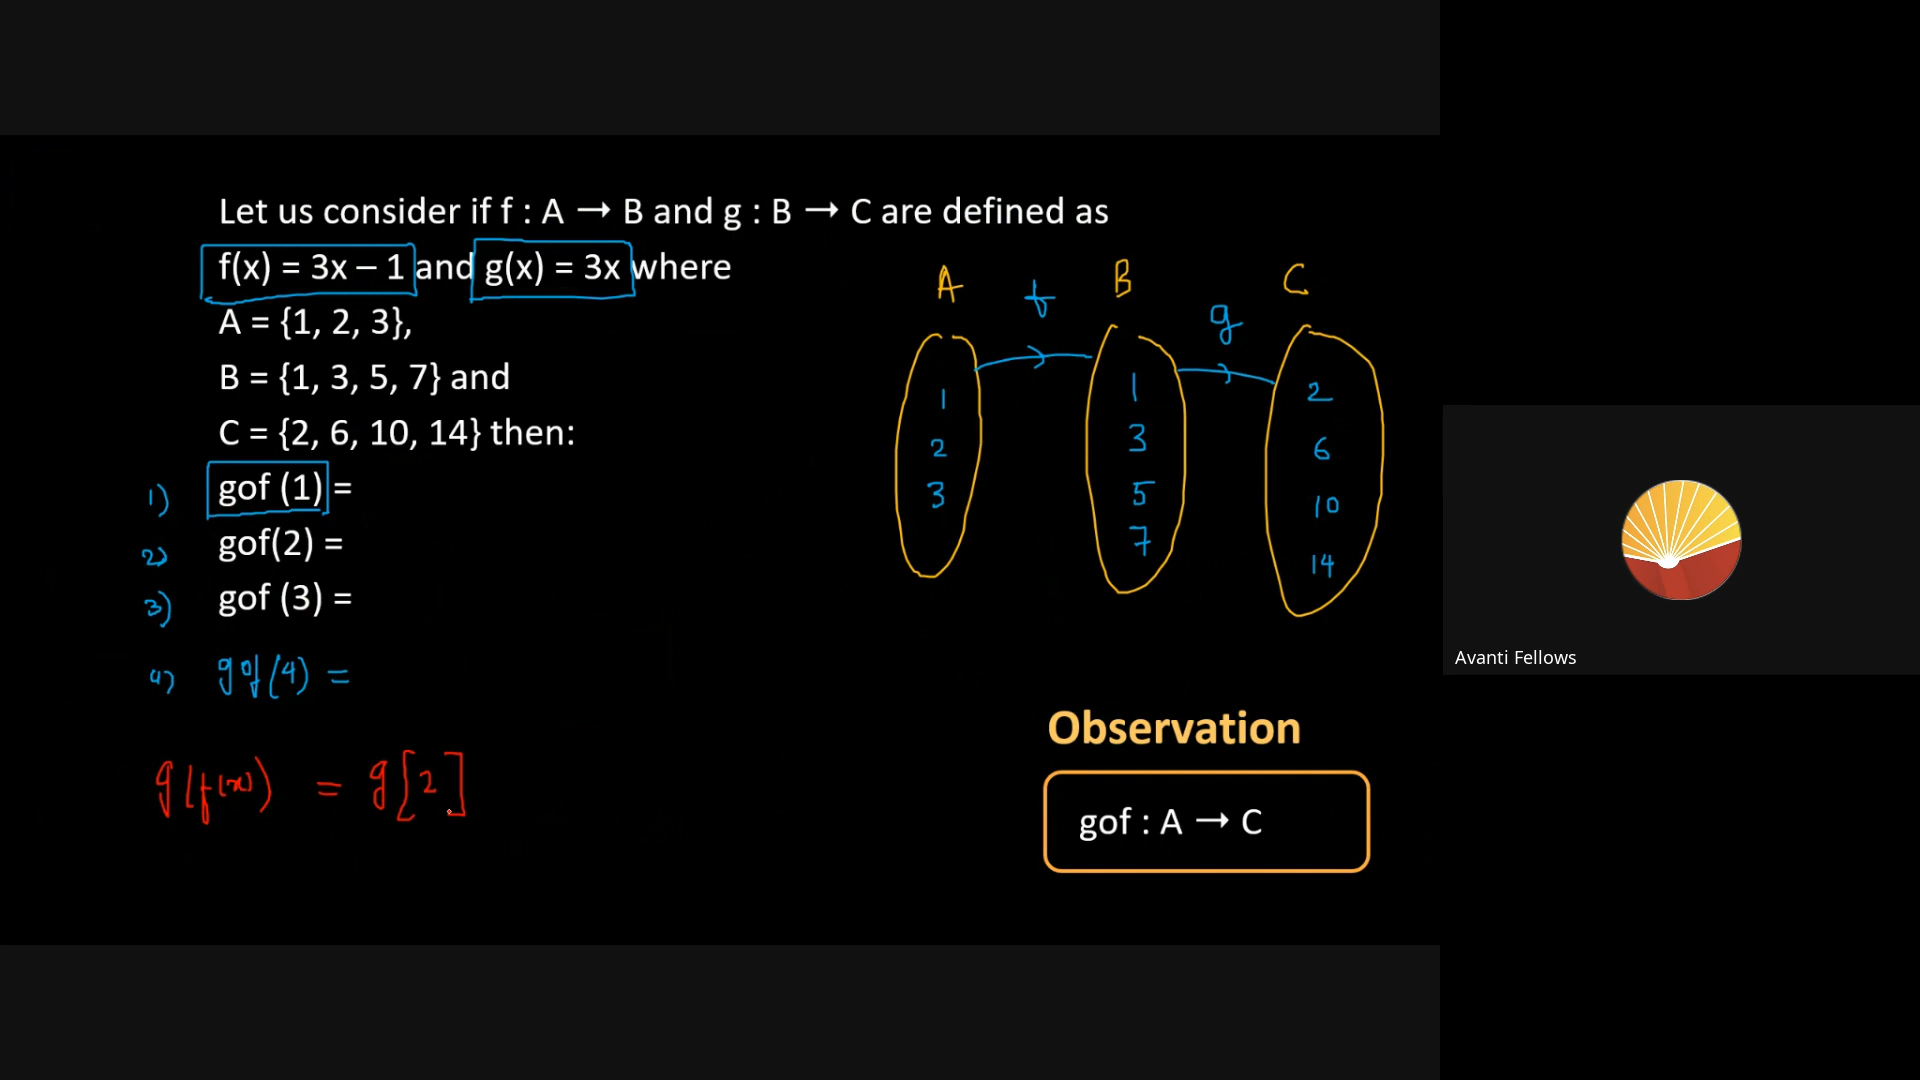 Let us consider if f : A → B and g : B → C are defined as
f(x) = 3x – 1 and g(x) = 3x where
A = {1, 2, 3},
B = {1, 3, 5, 7} and
C = {2, 6, 10, 14} then:
1) gof (1) =
2) gof(2) =
3) gof (3) =
4) gof(4) =
g(f(x)) = g[2]
A f B g C
1 1 2
2 3 6
3 5 10
7 14
Observation
gof : A → C
Avanti Fellows